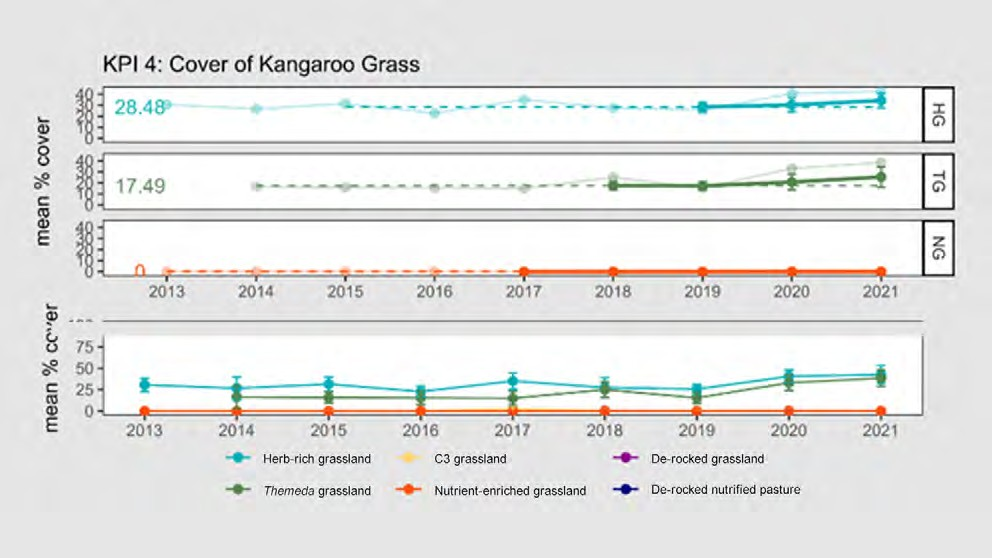 KPI 4: Cover of Kangaroo Grass
mean % cover
40
30
20
10
0
28.48
HG
40
30
20
10
0
17.49
TG
40
30
20
10
0
0
NG
2013 2014 2015 2016 2017 2018 2019 2020 2021
mean % cover
75
50
25
0
2013 2014 2015 2016 2017 2018 2019 2020 2021
Herb-rich grassland C3 grassland De-rocked grassland
Themeda grassland Nutrient-enriched grassland De-rocked nutrified pasture